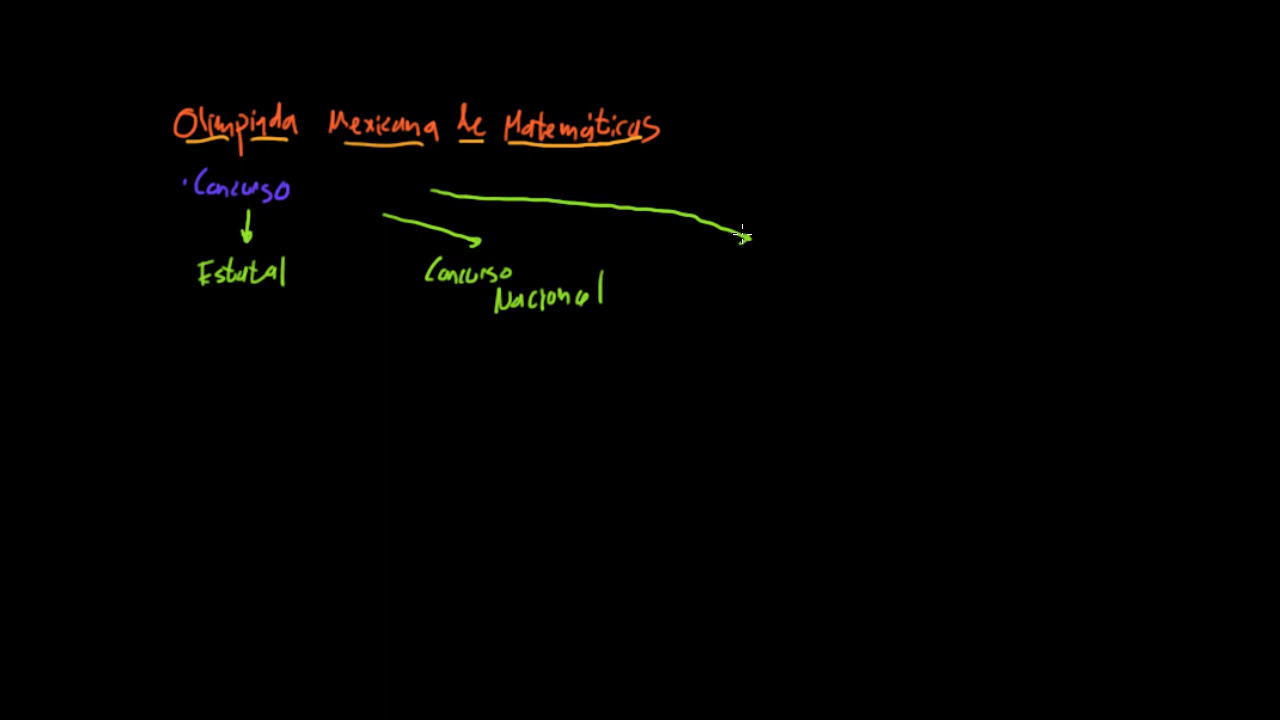 Olimpiada Mexicana de Matemáticas
· Concurso
Estatal
Concurso
Nacional